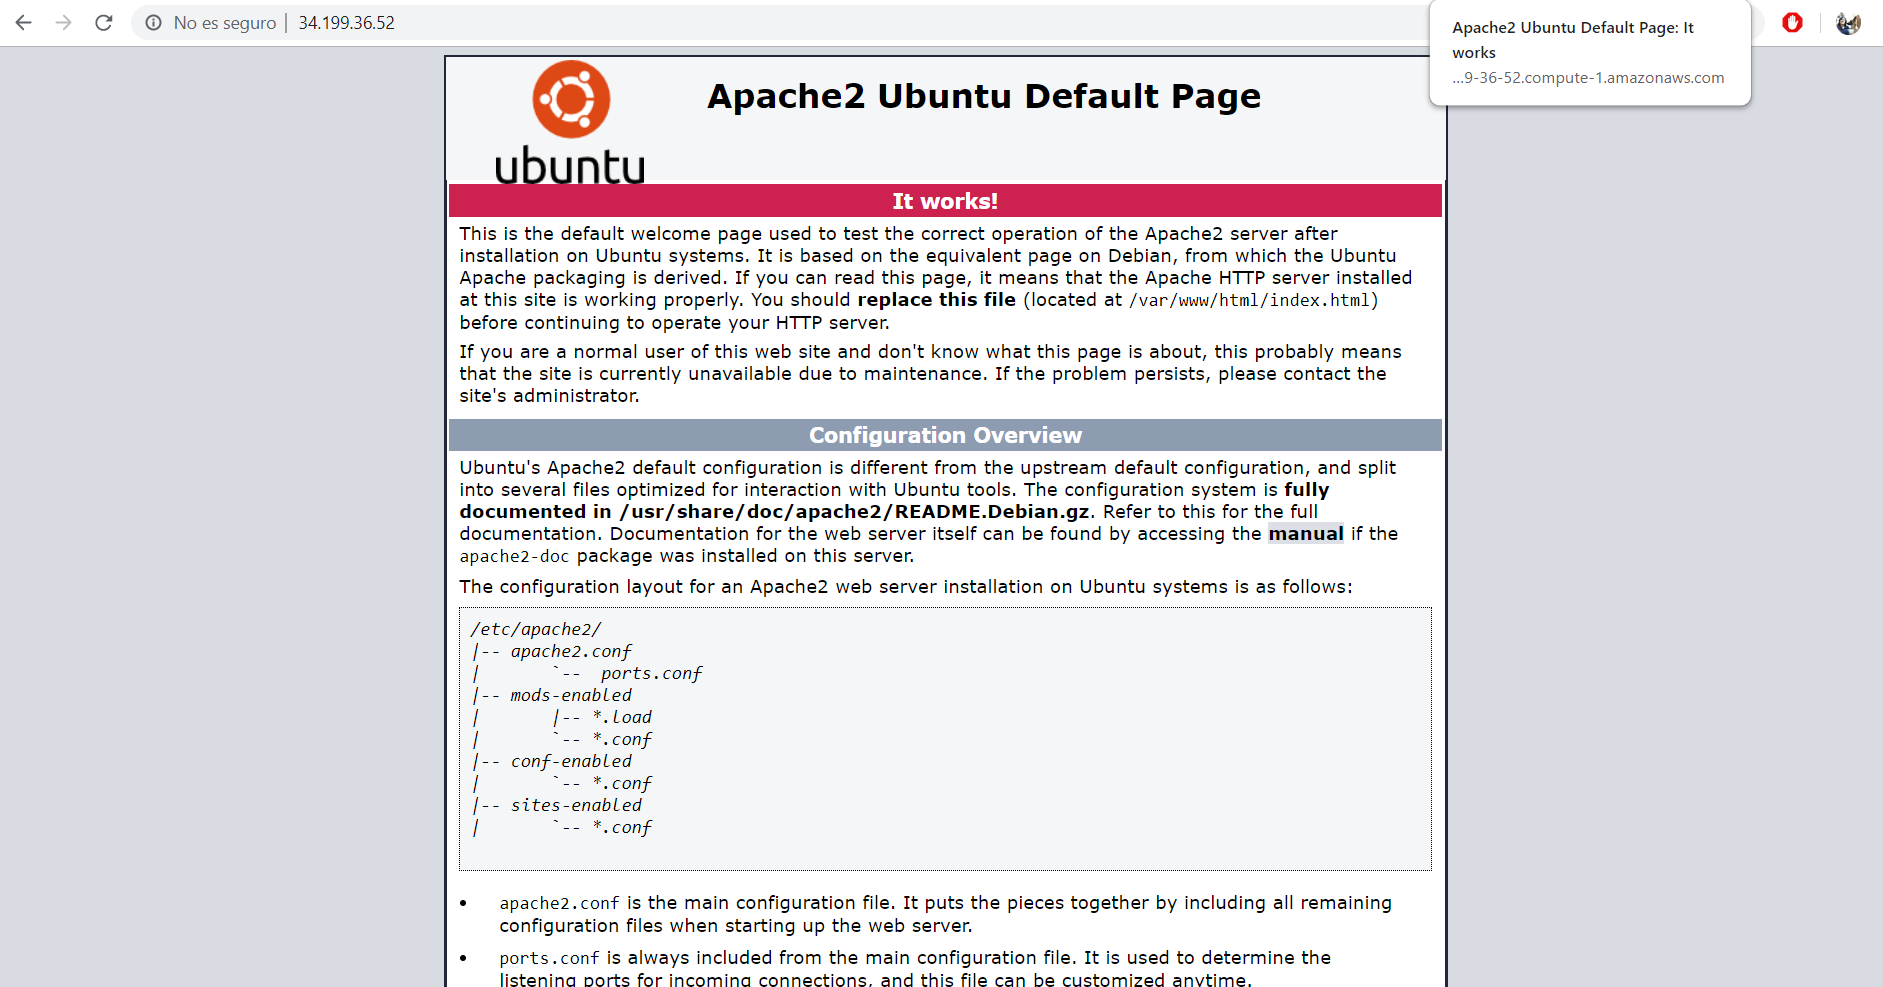 No es seguro | 34.199.36.52
Apache2 Ubuntu Default Page: It
works
...9-36-52.compute-1.amazonaws.com
ubuntu
Apache2 Ubuntu Default Page
It works!
This is the default welcome page used to test the correct operation of the Apache2 server after
installation on Ubuntu systems. It is based on the equivalent page on Debian, from which the Ubuntu
Apache packaging is derived. If you can read this page, it means that the Apache HTTP server installed
at this site is working properly. You should replace this file (located at /var/www/html/index.html)
before continuing to operate your HTTP server.
If you are a normal user of this web site and don't know what this page is about, this probably means
that the site is currently unavailable due to maintenance. If the problem persists, please contact the
site's administrator.
Configuration Overview
Ubuntu's Apache2 default configuration is different from the upstream default configuration, and split
into several files optimized for interaction with Ubuntu tools. The configuration system is fully
documented in /usr/share/doc/apache2/README.Debian.gz. Refer to this for the full
documentation. Documentation for the web server itself can be found by accessing the manual if the
apache2-doc package was installed on this server.
The configuration layout for an Apache2 web server installation on Ubuntu systems is as follows:
/etc/apache2/
|-- apache2.conf
|       `--  ports.conf
|-- mods-enabled
|       |-- *.load
|       `-- *.conf
|-- conf-enabled
|       `-- *.conf
|-- sites-enabled
|       `-- *.conf
• apache2.conf is the main configuration file. It puts the pieces together by including all remaining
configuration files when starting up the web server.
• ports.conf is always included from the main configuration file. It is used to determine the
listening ports for incoming connections, and this file can be customized anytime.